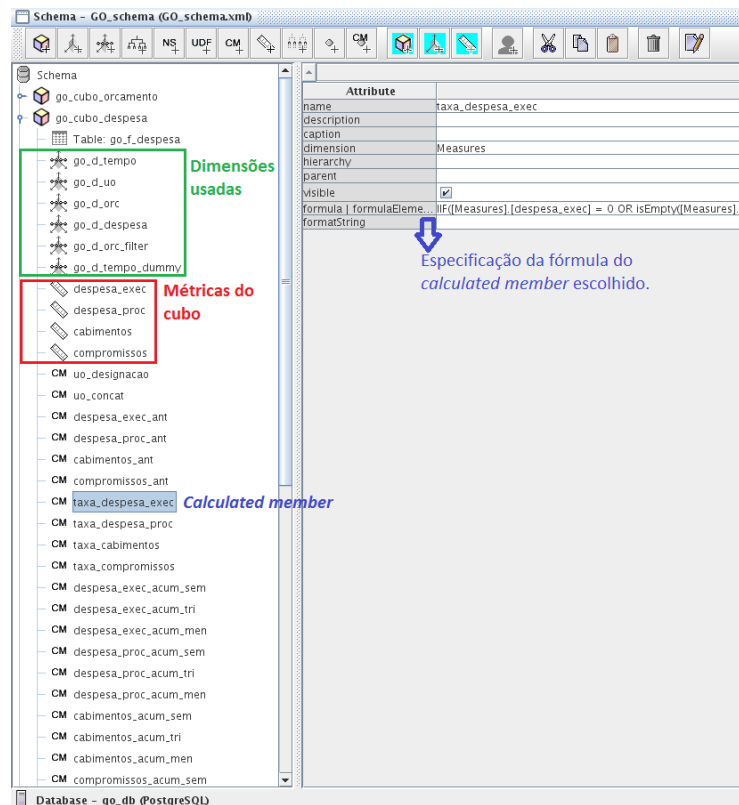 Schema - GO_schema (GO_schema.xml)
NS UDF CM CM
Schema
go_cubo_orcamento
go_cubo_despesa
Table: go_f_despesa
go_d_tempo
go_d_uo
go_d_orc
go_d_despesa
go_d_orc_filter
go_d_tempo_dummy
Dimensões
usadas
despesa_exec
despesa_proc
cabimentos
compromissos
Métricas do
cubo
CM uo_designacao
CM uo_concat
CM despesa_exec_ant
CM despesa_proc_ant
CM cabimentos_ant
CM compromissos_ant
CM taxa_despesa_exec Calculated member
CM taxa_despesa_proc
CM taxa_cabimentos
CM taxa_compromissos
CM despesa_exec_acum_sem
CM despesa_exec_acum_tri
CM despesa_exec_acum_men
CM despesa_proc_acum_sem
CM despesa_proc_acum_tri
CM despesa_proc_acum_men
CM cabimentos_acum_sem
CM cabimentos_acum_tri
CM cabimentos_acum_men
CM compromissos_acum_sem
Attribute
name taxa_despesa_exec
description
caption
dimension Measures
hierarchy
parent
visible
formula | formulaEleme... IIF([Measures].[despesa_exec] = 0 OR isEmpty([Measures].
formatString
Especificação da fórmula do
calculated member escolhido.
Database - go_db (PostgreSQL)